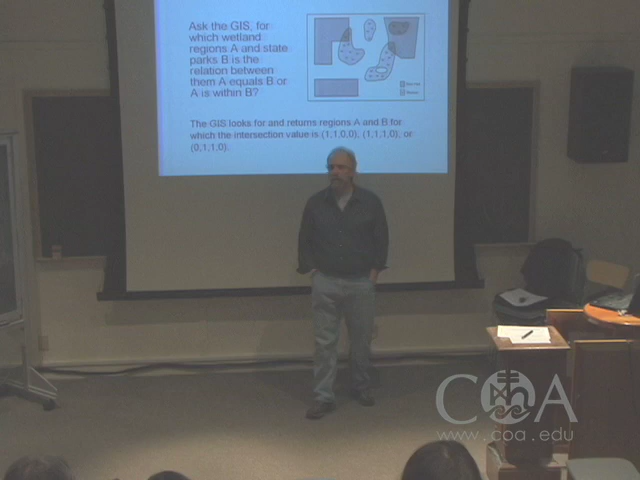 Ask the GIS, for
which wetland
regions A and state
parks B is the
relation between
them A equals B or
A is within B?
The GIS looks for and returns regions A and B for
which the intersection value is (1,1,0,0), (1,1,1,0), or
(0,1,1,0).
COA
www.coa.edu